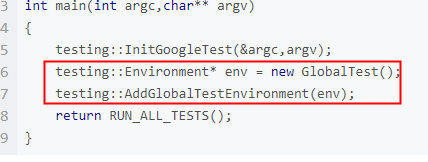 3 int main(int argc,char** argv)
4 {
5 testing::InitGoogleTest(&argc,argv);
6 testing::Environment* env = new GlobalTest();
7 testing::AddGlobalTestEnvironment(env);
8 return RUN_ALL_TESTS();
9 }